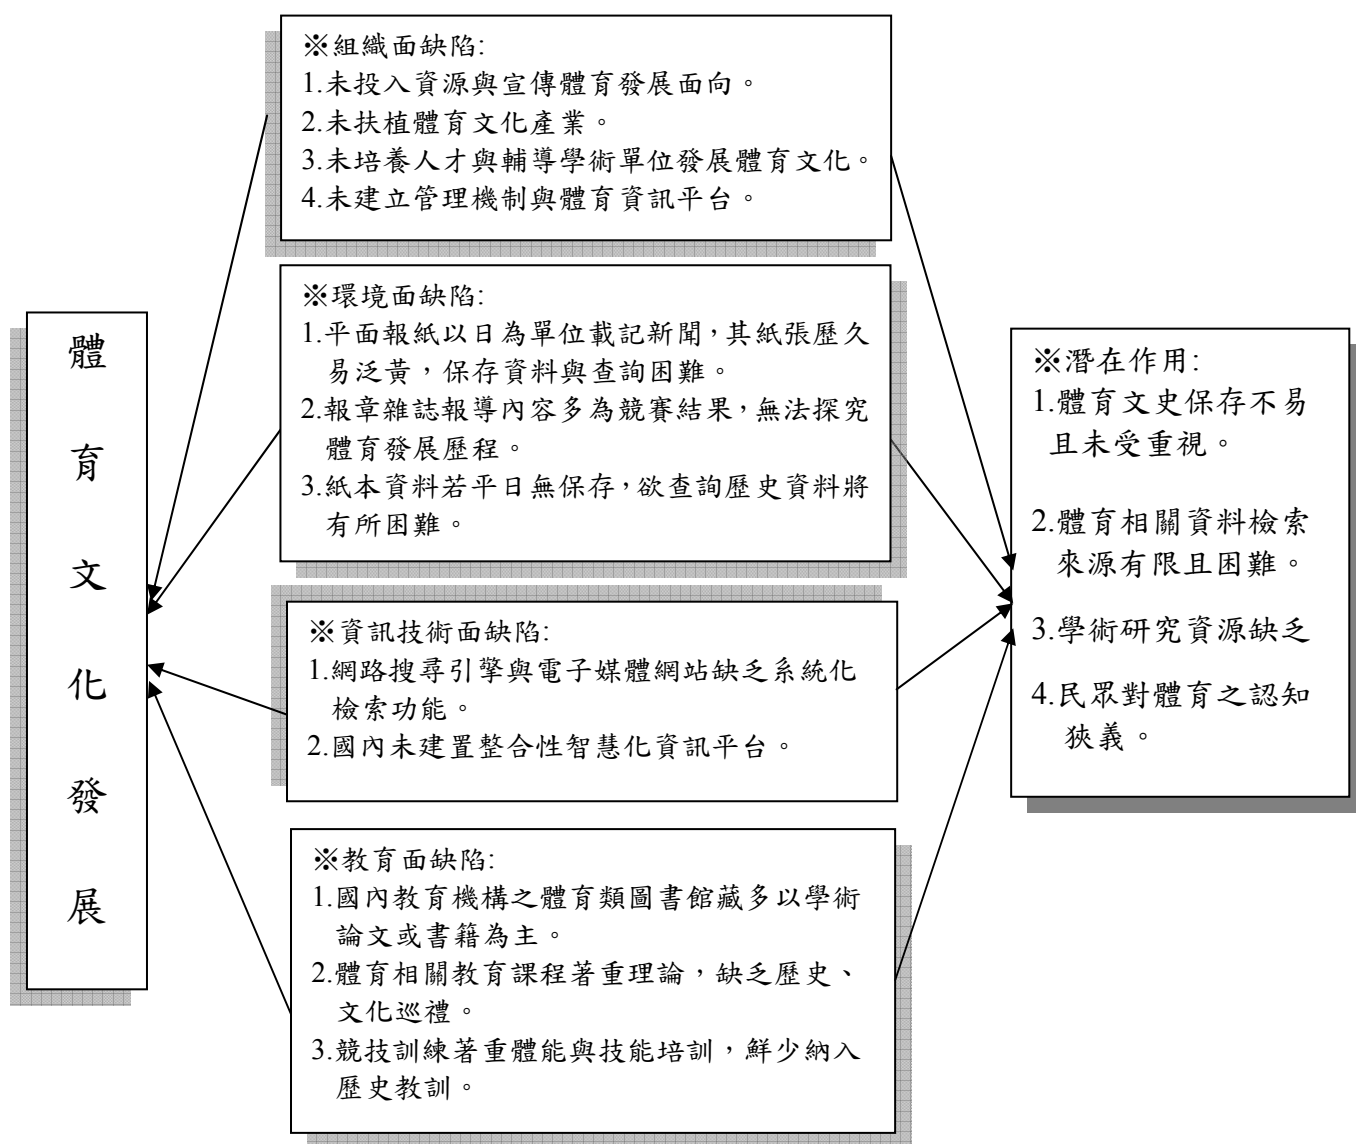 體
育
文
化
發
展
※組織面缺陷:
1.未投入資源與宣傳體育發展面向。
2.未扶植體育文化產業。
3.未培養人才與輔導學術單位發展體育文化。
4.未建立管理機制與體育資訊平台。
※環境面缺陷:
1.平面報紙以日為單位載記新聞，其紙張歷久
易泛黃，保存資料與查詢困難。
2.報章雜誌報導內容多為競賽結果，無法探究
體育發展歷程。
3.紙本資料若平日無保存，欲查詢歷史資料將
有所困難。
※資訊技術面缺陷:
1.網路搜尋引擎與電子媒體網站缺乏系統化
檢索功能。
2.國內未建置整合性智慧化資訊平台。
※教育面缺陷:
1.國內教育機構之體育類圖書館藏多以學術
論文或書籍為主。
2.體育相關教育課程著重理論，缺乏歷史、
文化巡禮。
3.競技訓練著重體能與技能培訓，鮮少納入
歷史教訓。
※潛在作用:
1.體育文史保存不易
且未受重視。
2.體育相關資料檢索
來源有限且困難。
3.學術研究資源缺乏
4.民眾對體育之認知
狹義。